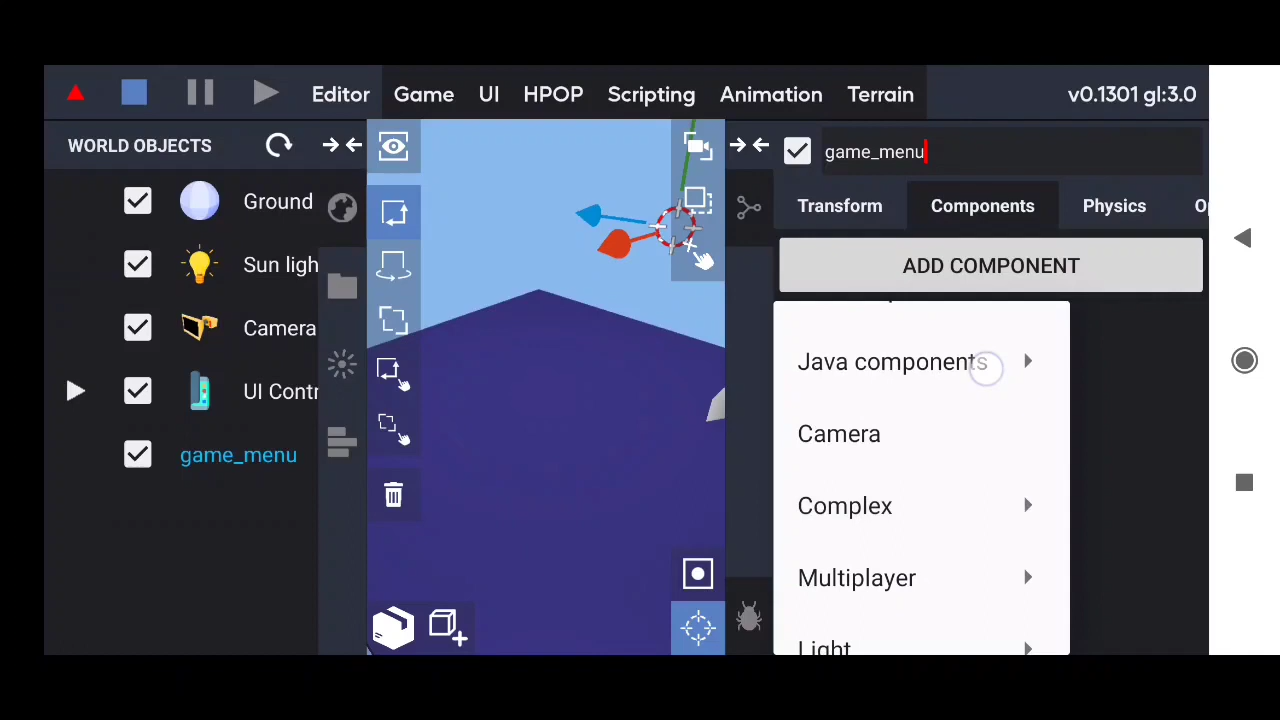 Editor Game UI HPOP Scripting Animation Terrain v0.1301 gl:3.0
WORLD OBJECTS
game_menu
Ground
Transform Components Physics
Sun ligh
ADD COMPONENT
Camera
Java components
UI Contr
Camera
game_menu
Complex
Multiplayer
Light